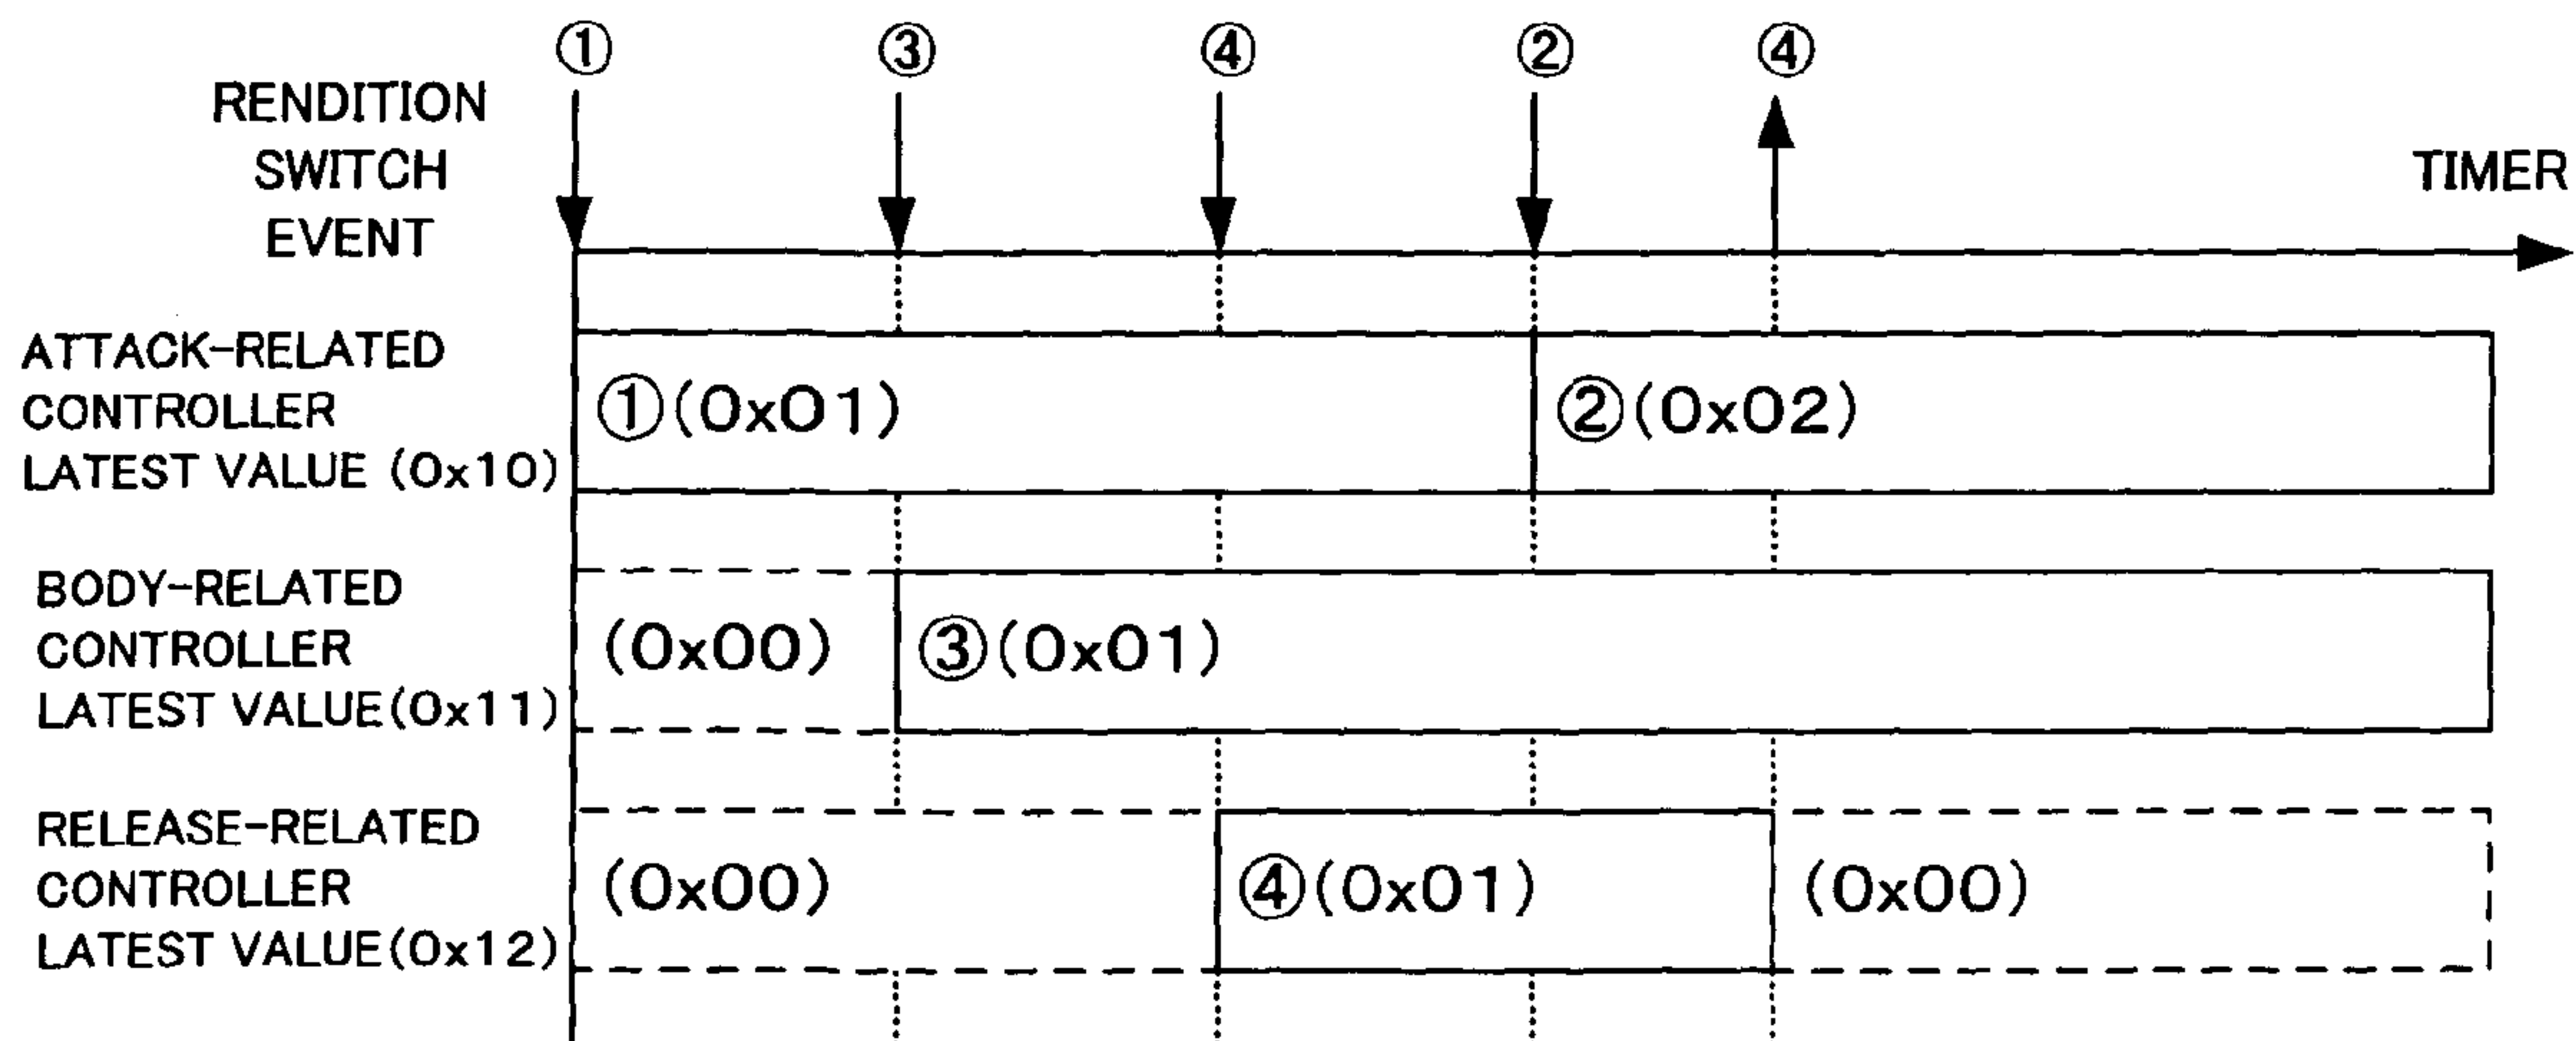 ① ③ ④ ② ④
RENDITION
SWITCH
EVENT
TIMER
ATTACK-RELATED
CONTROLLER
LATEST VALUE (0x10)
①(0x01) ②(0x02)
BODY-RELATED
CONTROLLER
LATEST VALUE(0x11)
(0x00) ③(0x01)
RELEASE-RELATED
CONTROLLER
LATEST VALUE(0x12)
(0x00) ④(0x01) (0x00)